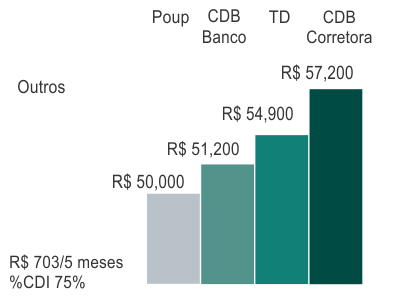 Poup
CDB
Banco
TD
CDB
Corretora
Outros
R$ 57,200
R$ 54,900
R$ 51,200
R$ 50,000
R$ 703/5 meses
%CDI 75%